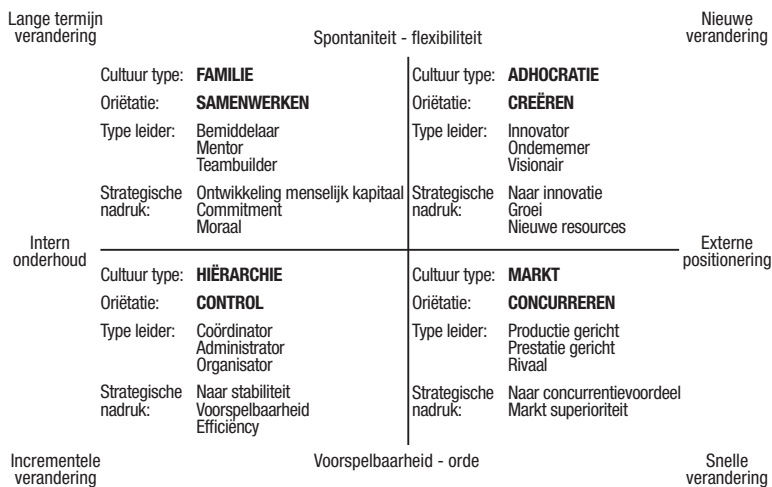 Lange termijn
verandering
Spontaniteit - flexibiliteit
Nieuwe
verandering
Cultuur type: FAMILIE
Oriëtatie: SAMENWERKEN
Type leider: Bemiddelaar
Mentor
Teambuilder
Strategische Ontwikkeling menselijk kapitaal
nadruk: Commitment
Moraal
Cultuur type: ADHOCRATIE
Oriëtatie: CREËREN
Type leider: Innovator
Ondememer
Visionair
Strategische Naar innovatie
nadruk: Groei
Nieuwe resources
Intern
onderhoud
Externe
positionering
Cultuur type: HIËRARCHIE
Oriëtatie: CONTROL
Type leider: Coördinator
Administrator
Organisator
Strategische Naar stabiliteit
nadruk: Voorspelbaarheid
Efficiëncy
Cultuur type: MARKT
Oriëtatie: CONCURREREN
Type leider: Productie gericht
Prestatie gericht
Rivaal
Strategische Naar concurrentievoordeel
nadruk: Markt superioriteit
Incrementele
verandering
Voorspelbaarheid - orde
Snelle
verandering